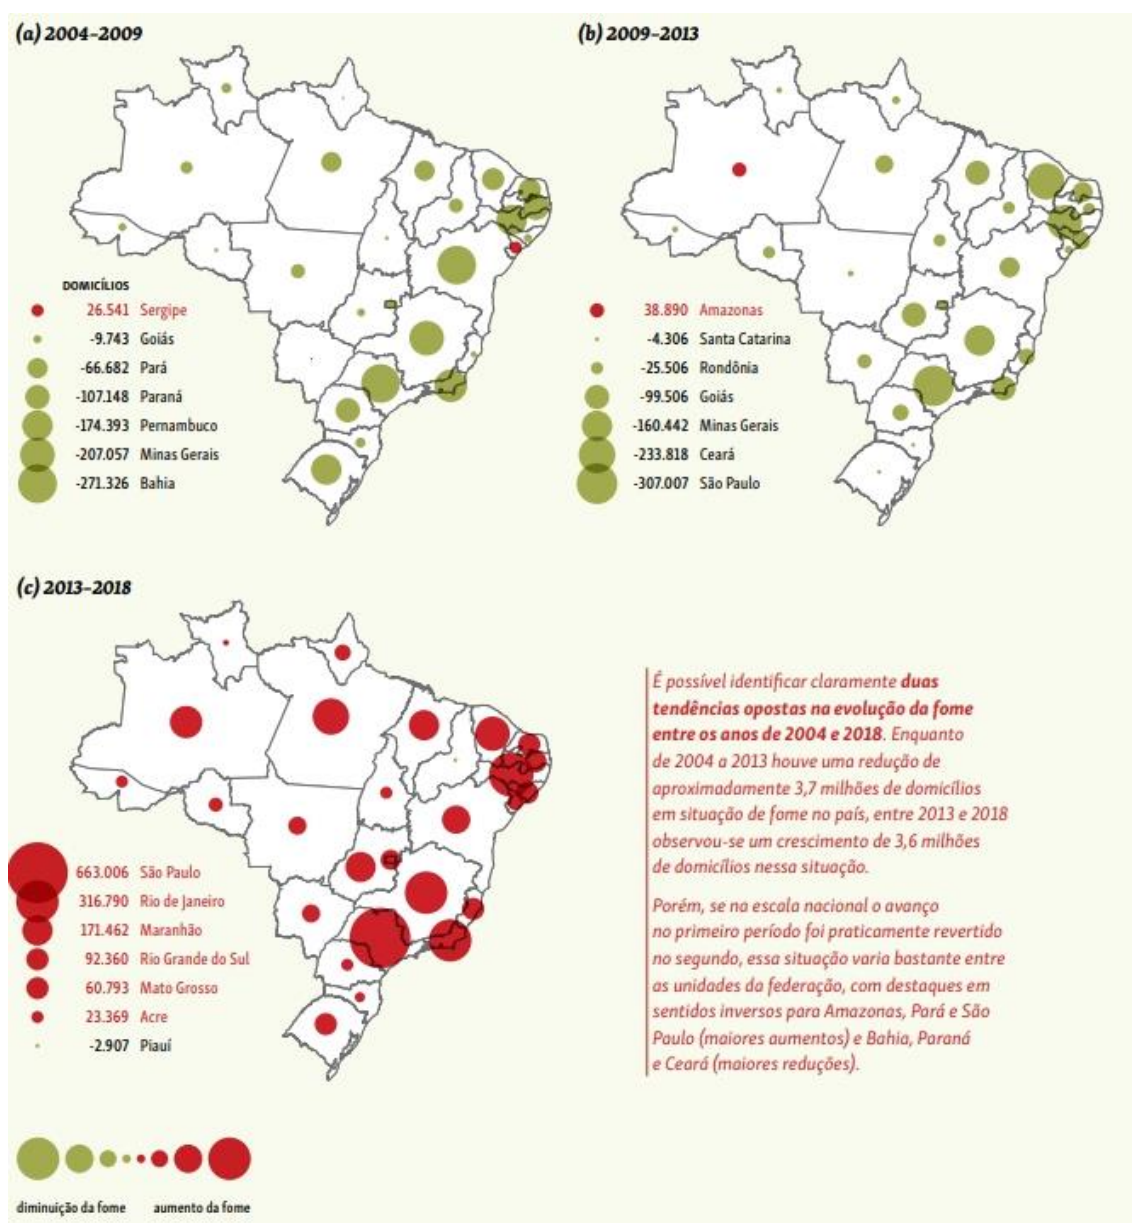 (a) 2004–2009
DOMICÍLIOS
26.541 Sergipe
-9.743 Goiás
-66.682 Pará
-107.148 Paraná
-174.393 Pernambuco
-207.057 Minas Gerais
-271.326 Bahia
(b) 2009–2013
38.890 Amazonas
-4.306 Santa Catarina
-25.506 Rondônia
-99.506 Goiás
-160.442 Minas Gerais
-233.818 Ceará
-307.007 São Paulo
(c) 2013–2018
663.006 São Paulo
316.790 Rio de Janeiro
171.462 Maranhão
92.360 Rio Grande do Sul
60.793 Mato Grosso
23.369 Acre
-2.907 Piauí
É possível identificar claramente duas
tendências opostas na evolução da fome
entre os anos de 2004 e 2018. Enquanto
de 2004 a 2013 houve uma redução de
aproximadamente 3,7 milhões de domicílios
em situação de fome no país, entre 2013 e 2018
observou-se um crescimento de 3,6 milhões
de domicílios nessa situação.
Porém, se na escala nacional o avanço
no primeiro período foi praticamente revertido
no segundo, essa situação varia bastante entre
as unidades da federação, com destaques em
sentidos inversos para Amazonas, Pará e São
Paulo (maiores aumentos) e Bahia, Paraná
e Ceará (maiores reduções).
diminuição da fome aumento da fome